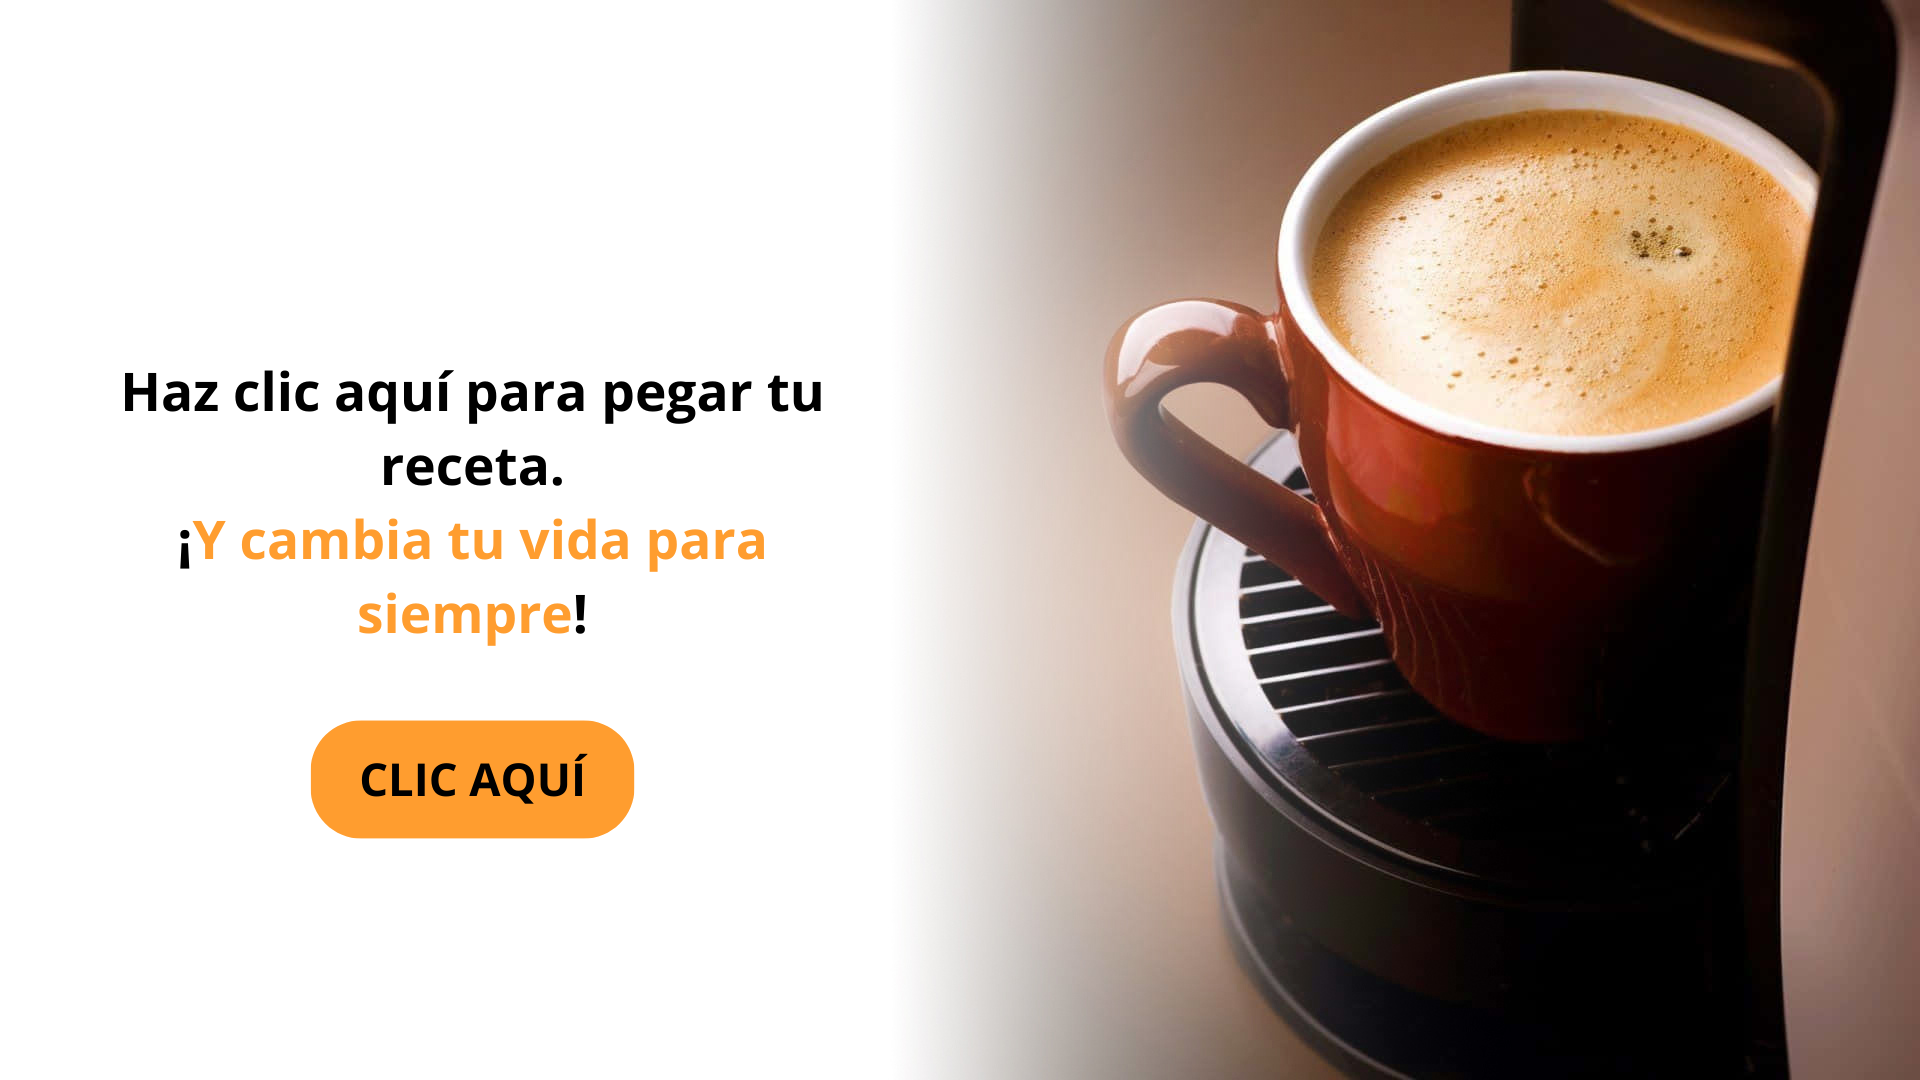 Haz clic aquí para pegar tu
receta.
¡Y cambia tu vida para
siempre!
CLIC AQUÍ